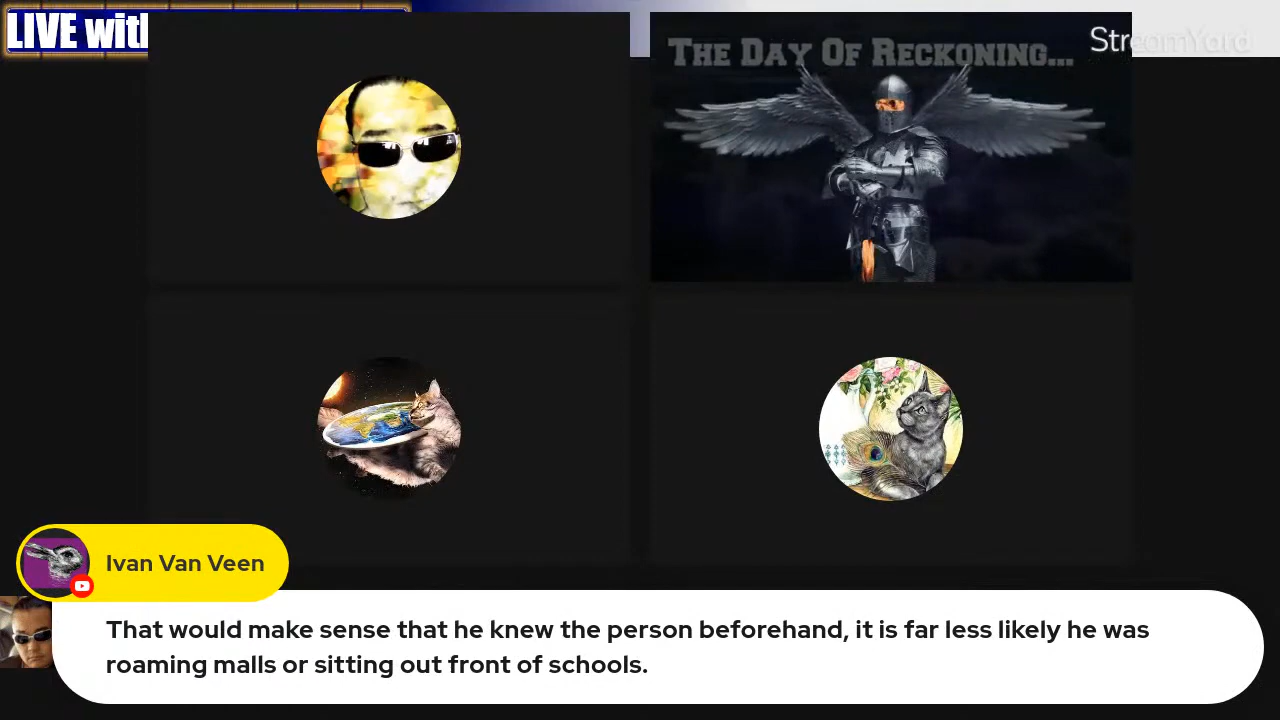 LIVE with
THE DAY OF RECKONING...
StreamYard
Ivan Van Veen
That would make sense that he knew the person beforehand, it is far less likely he was
roaming malls or sitting out front of schools.